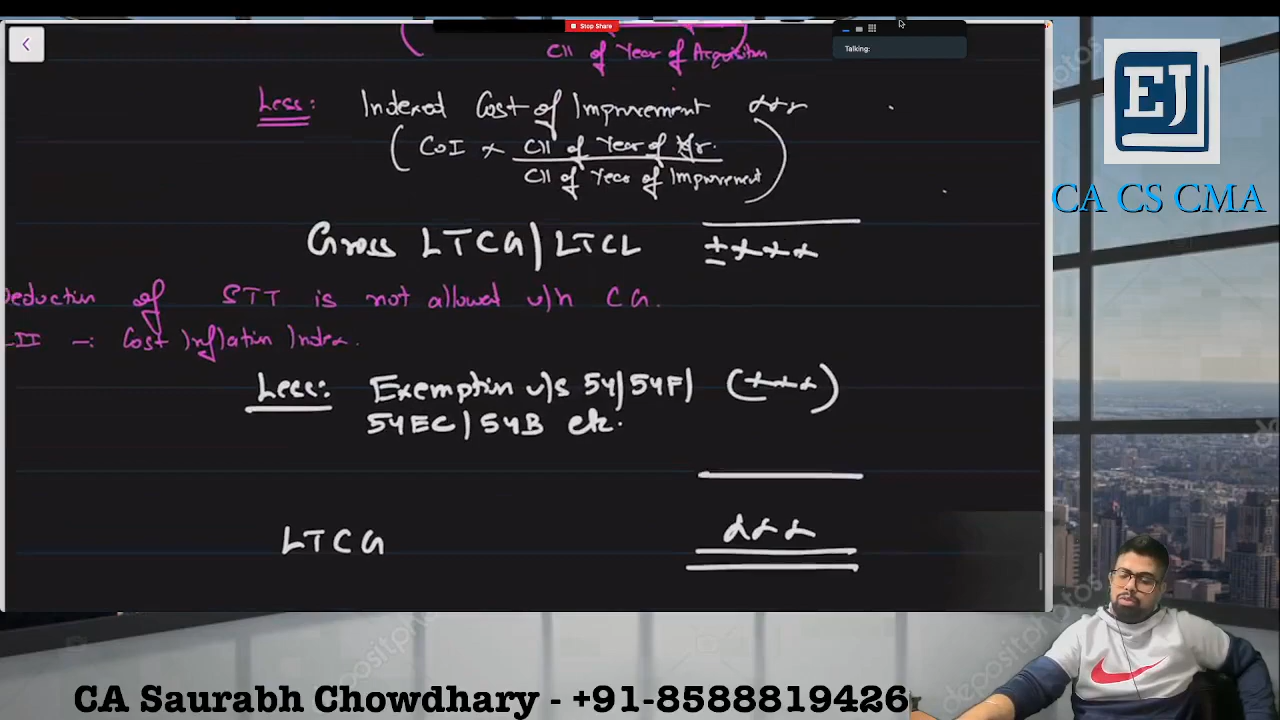 Stop Share
Talking:
CII of Year of Acquisition
Less: Indexed Cost of Improvement xxx
( CoI × CII of Year of Xfr. )
CII of Year of Improvement
Gross LTCG | LTCL ±xxxx
Deduction of STT is not allowed u/h CG.
CII -: Cost Inflation Index.
Less: Exemption u/s 54| 54F| (xxxx)
54EC| 54B etc.
LTCG xxx
EJ
CA CS CMA
CA Saurabh Chowdhary - +91-8588819426